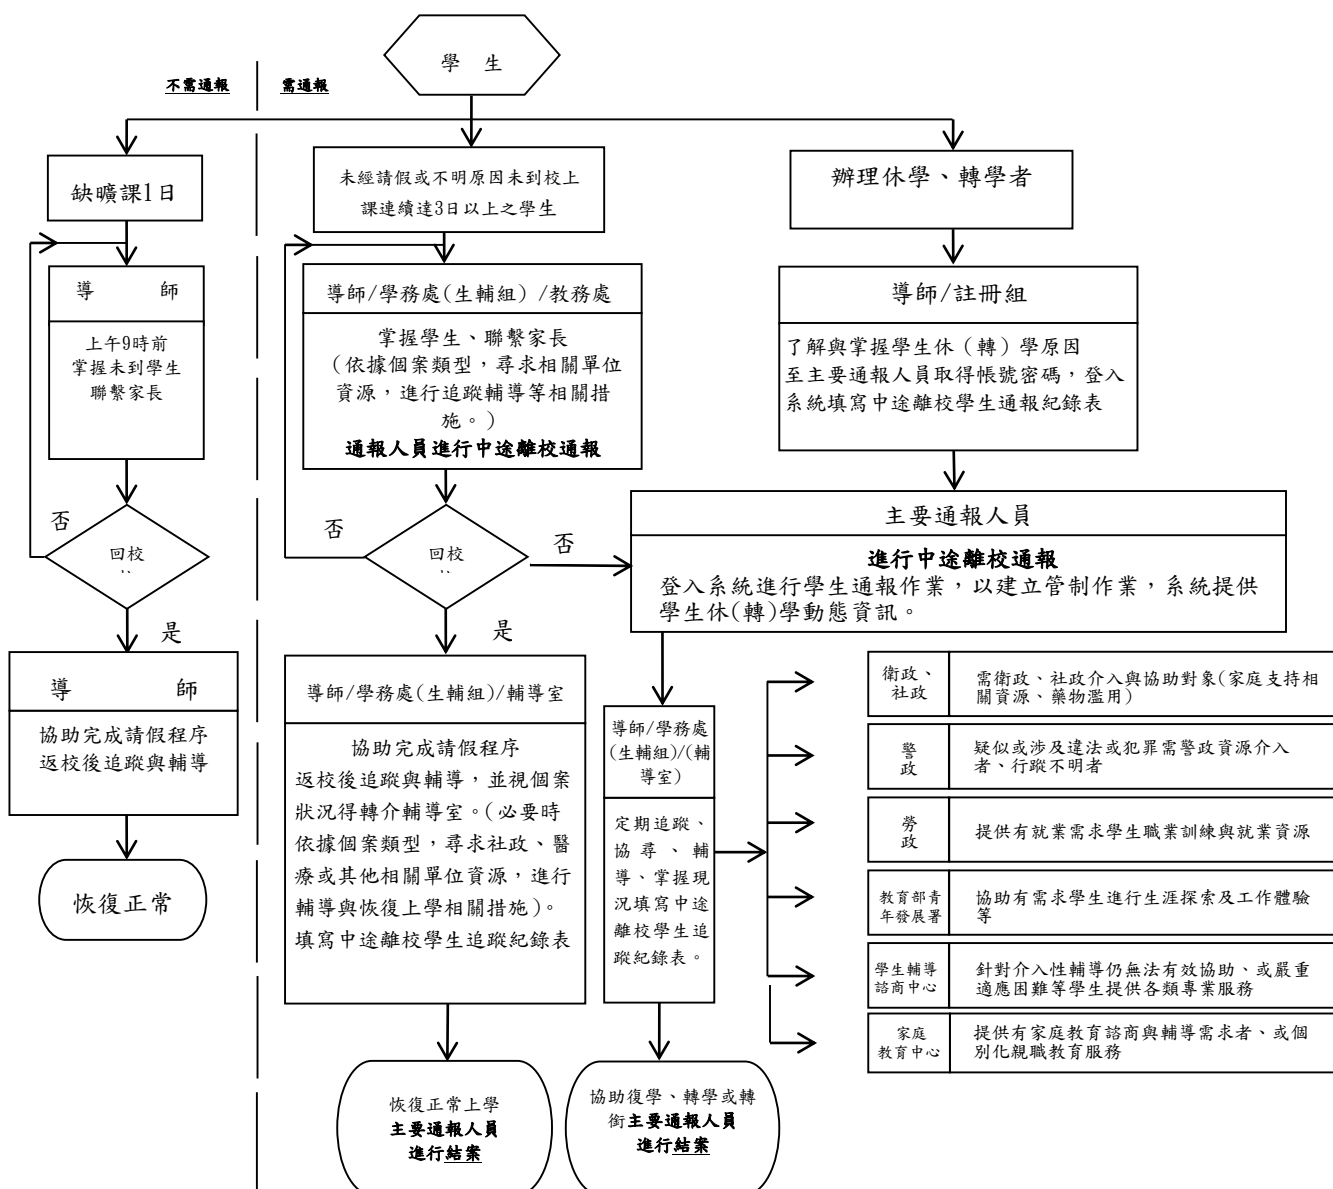 學 生
不需通報
需通報
缺曠課1日
未經請假或不明原因未到校上
課連續達3日以上之學生
辦理休學、轉學者
導 師
上午9時前
掌握未到學生
聯繫家長
導師/學務處(生輔組) /教務處
掌握學生、聯繫家長
(依據個案類型，尋求相關單位
資源，進行追蹤輔導等相關措
施。)
通報人員進行中途離校通報
導師/註冊組
了解與掌握學生休（轉）學原因
至主要通報人員取得帳號密碼，登入
系統填寫中途離校學生通報紀錄表
否
回校
是
否
回校
否
是
主要通報人員
進行中途離校通報
登入系統進行學生通報作業，以建立管制作業，系統提供
學生休(轉)學動態資訊。
導 師
協助完成請假程序
返校後追蹤與輔導
恢復正常
導師/學務處(生輔組)/輔導室
協助完成請假程序
返校後追蹤與輔導，並視個案
狀況得轉介輔導室。(必要時
依據個案類型，尋求社政、醫
療或其他相關單位資源，進行
輔導與恢復上學相關措施)。
填寫中途離校學生追蹤紀錄表
恢復正常上學
主要通報人員
進行結案
導師/學務處
(生輔組)/(輔
導室)
定期追蹤、
協尋、輔
導、掌握現
況填寫中途
離校學生追
蹤紀錄表。
協助復學、轉學或轉
銜主要通報人員
進行結案
衛政、
社政
需衛政、社政介入與協助對象(家庭支持相
關資源、藥物濫用)
警
政
疑似或涉及違法或犯罪需警政資源介入
者、行蹤不明者
勞
政
提供有就業需求學生職業訓練與就業資源
教育部青
年發展署
協助有需求學生進行生涯探索及工作體驗
等
學生輔導
諮商中心
針對介入性輔導仍無法有效協助、或嚴重
適應困難等學生提供各類專業服務
家庭
教育中心
提供有家庭教育諮商與輔導需求者、或個
別化親職教育服務